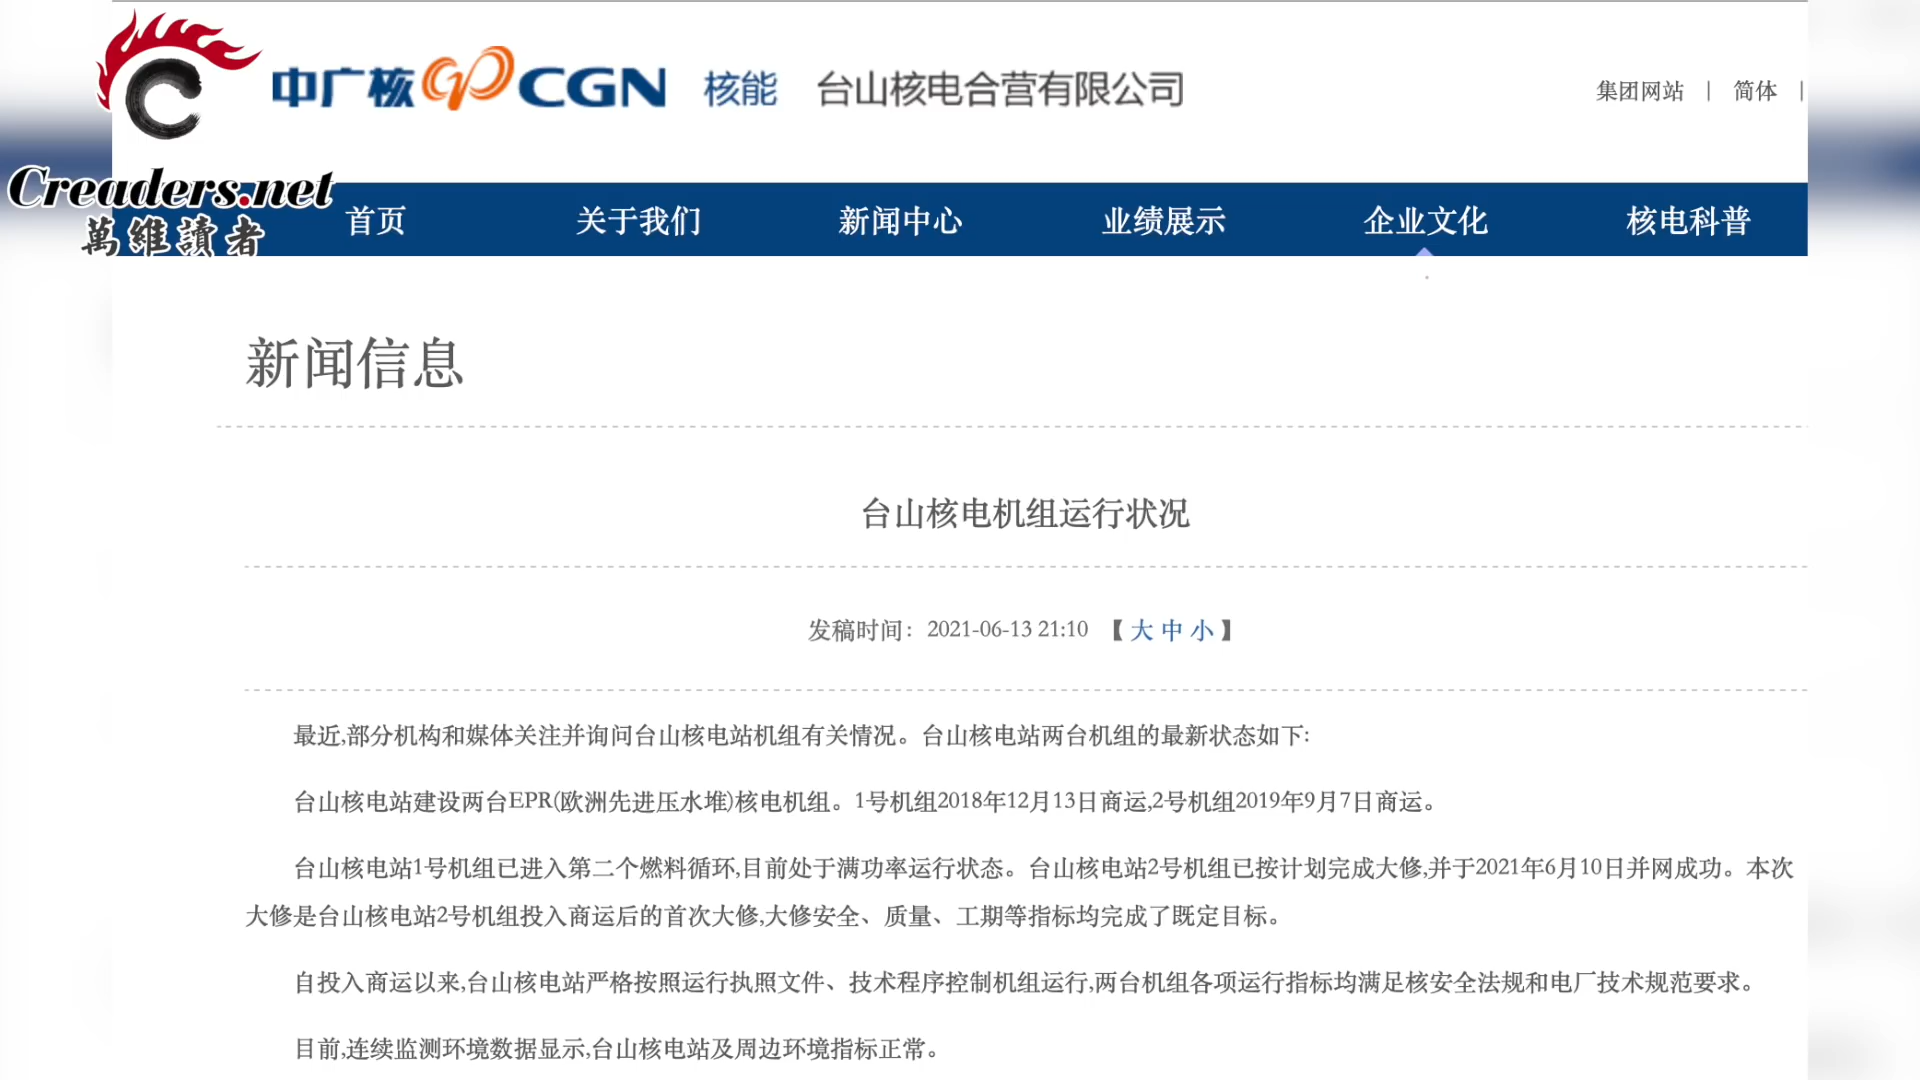 中广核 CGN 核能 台山核电合营有限公司
集团网站 | 简体 |
Creaders.net
萬維讀者
首页 关于我们 新闻中心 业绩展示 企业文化 核电科普
新闻信息
台山核电机组运行状况
发稿时间：2021-06-13 21:10 【大 中 小】
最近,部分机构和媒体关注并询问台山核电站机组有关情况。台山核电站两台机组的最新状态如下:
台山核电站建设两台EPR(欧洲先进压水堆)核电机组。1号机组2018年12月13日商运,2号机组2019年9月7日商运。
台山核电站1号机组已进入第二个燃料循环,目前处于满功率运行状态。台山核电站2号机组已按计划完成大修,并于2021年6月10日并网成功。本次
大修是台山核电站2号机组投入商运后的首次大修,大修安全、质量、工期等指标均完成了既定目标。
自投入商运以来,台山核电站严格按照运行执照文件、技术程序控制机组运行,两台机组各项运行指标均满足核安全法规和电厂技术规范要求。
目前,连续监测环境数据显示,台山核电站及周边环境指标正常。